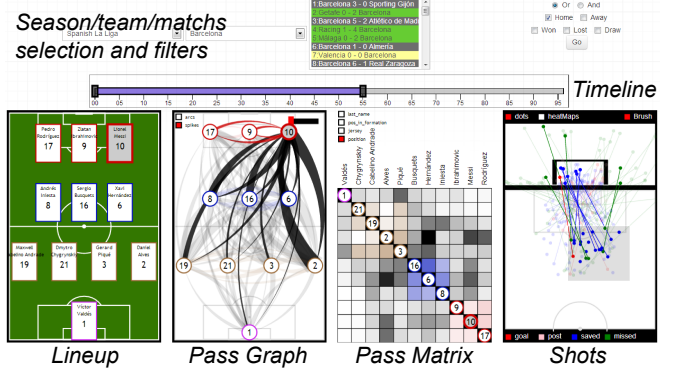 Season/team/matchs
selection and filters
Spanish La Liga
Barcelona
1:Barcelona 3 - 0 Sporting Gijón
2:Getafe 0 - 2 Barcelona
3:Barcelona 5 - 2 Atlético de Madr
4:Racing 1 - 4 Barcelona
5:Málaga 0 - 2 Barcelona
6:Barcelona 1 - 0 Almería
7:Valencia 0 - 0 Barcelona
8:Barcelona 6 - 1 Real Zaragoza
Or And
Home Away
Won Lost Draw
Go
Timeline
00 05 10 15 20 25 30 35 40 45 50 55 60 65 70 75 80 85 90 95
Pedro Rodríguez 17
Zlatan Ibrahimovic 9
Lionel Messi 10
Andrés Iniesta 8
Sergio Busquets 16
Xavi Hernández 6
Maxwell Cabelino Andrade 19
Dmytro Chygrynskiy 21
Gerard Piqué 3
Daniel Alves 2
Víctor Valdés 1
Lineup
arcs
spikes
17 9 10
8 16 6
19 21 3 2
1
Pass Graph
last_name
pos_in_formation
jersey
position
Valdés
Chygrynskiy
Cabelino Andrade
Alves
Piqué
Busquets
Hernández
Iniesta
Ibrahimovic
Messi
Rodríguez
1
21
19
2
3
16
6
8
9
10
17
Pass Matrix
dots heatMaps Brush
goal post saved missed
Shots